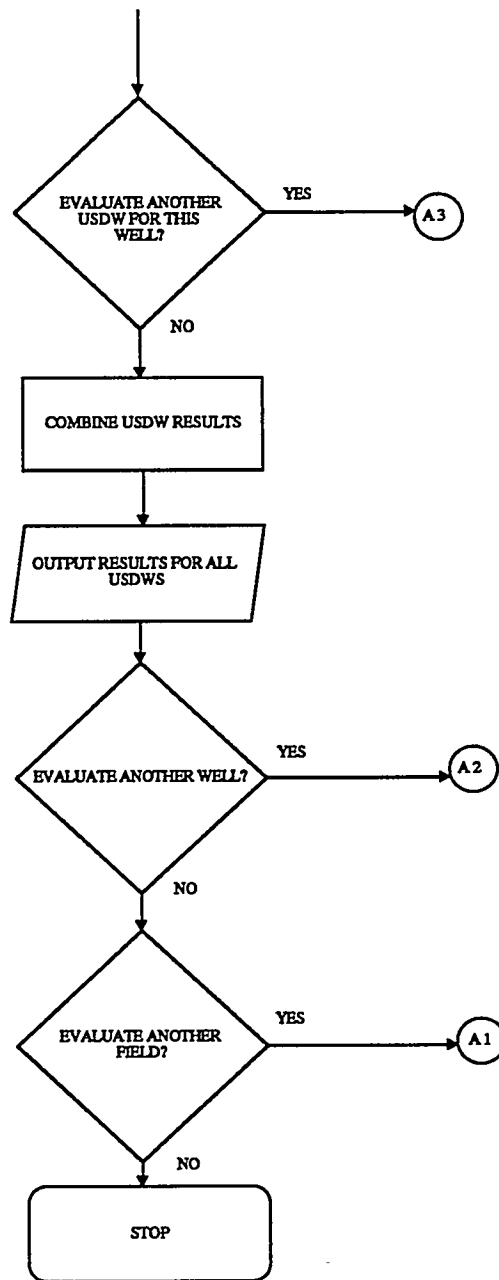 EVALUATE ANOTHER
USDW FOR THIS
WELL?
YES
A3
NO
COMBINE USDW RESULTS
OUTPUT RESULTS FOR ALL
USDWS
EVALUATE ANOTHER WELL?
YES
A2
NO
EVALUATE ANOTHER
FIELD?
YES
A1
NO
STOP